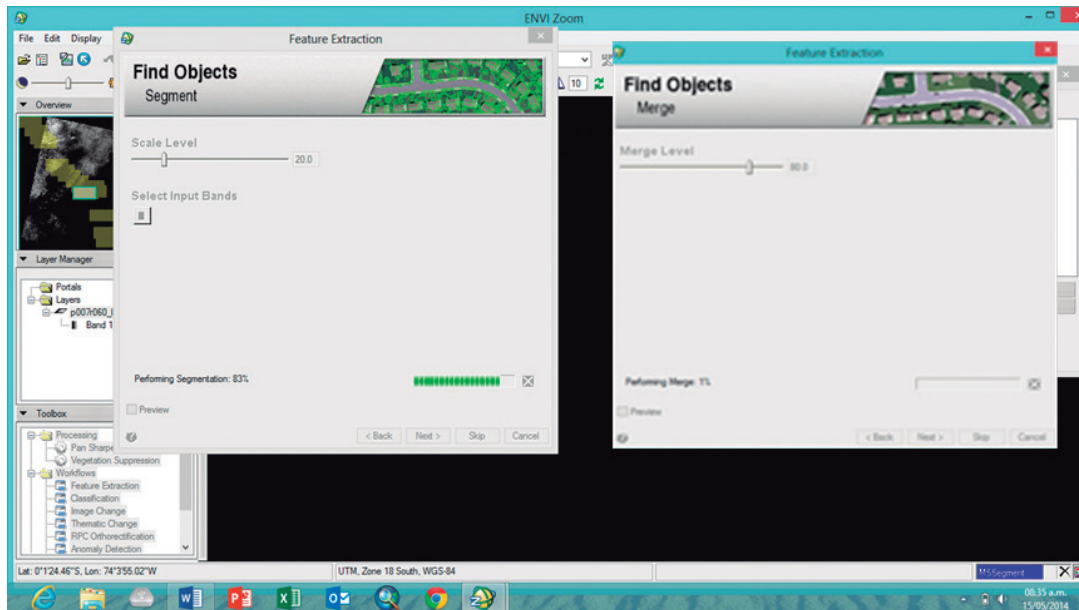 ENVI Zoom
File Edit Display
10
Overview
Layer Manager
Portals
Layers
p007r060_l
Band 1
Toolbox
Processing
Pan Sharpe
Vegetation Suppression
Workflows
Feature Extraction
Classification
Image Change
Thematic Change
RPC Orthorectification
Anomaly Detection
Feature Extraction
Find Objects
Segment
Scale Level
20.0
Select Input Bands
Performing Segmentation: 83%
Preview
< Back Next > Skip Cancel
Feature Extraction
Find Objects
Merge
Merge Level
80.0
Performing Merge: 1%
Preview
< Back Next > Skip Cancel
Lat: 0°1'24.46"S, Lon: 74°3'55.02"W
UTM, Zone 18 South, WGS-84
MSSegment
08:35 a.m.
15/05/2014